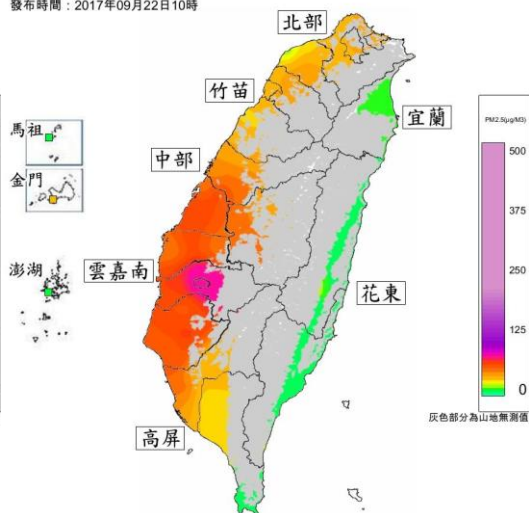 發布時間：2017年09月22日10時
北部
竹苗
宜蘭
馬祖
中部
金門
澎湖
雲嘉南
花東
高屏
PM2.5(μg/M3)
500
375
250
125
0
灰色部分為山地無測值